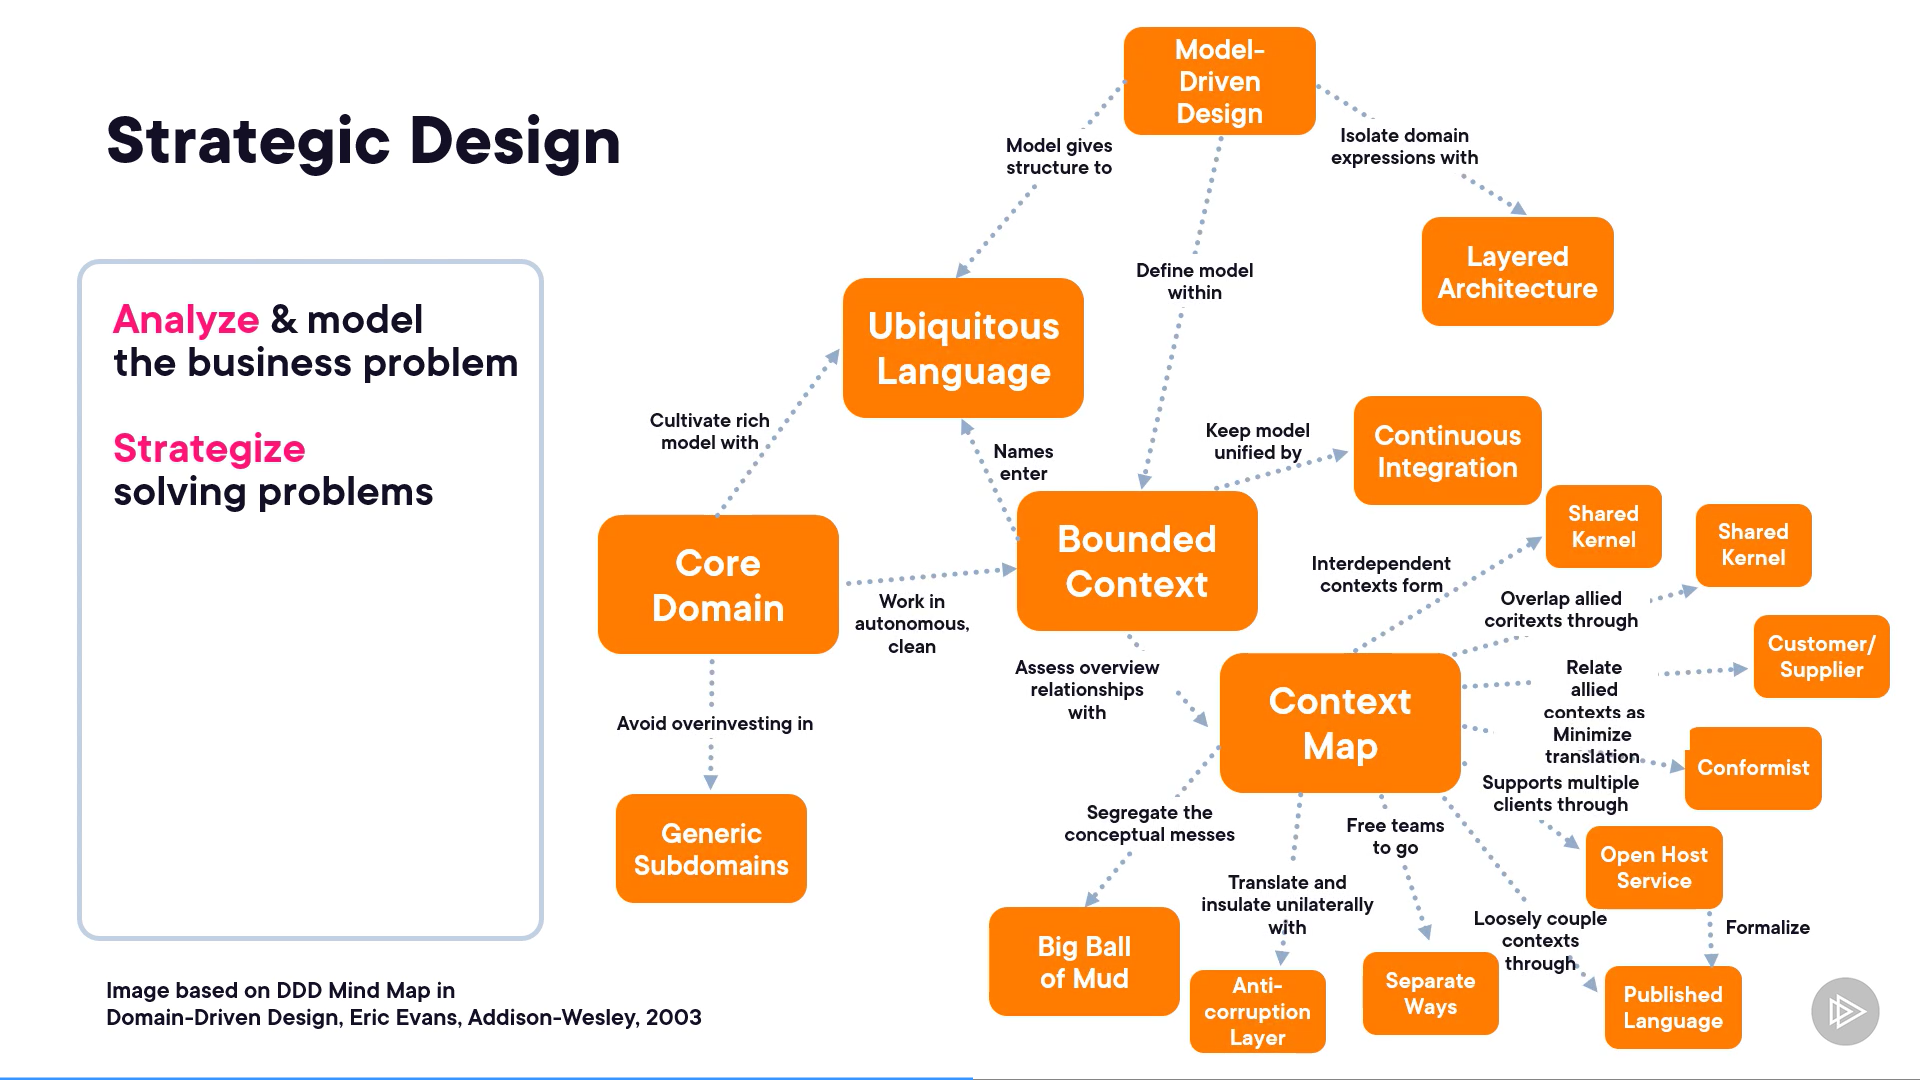 Strategic Design
Analyze & model
the business problem
Strategize
solving problems
Image based on DDD Mind Map in
Domain-Driven Design, Eric Evans, Addison-Wesley, 2003
Model-
Driven
Design
Model gives
structure to
Isolate domain
expressions with
Define model
within
Layered
Architecture
Ubiquitous
Language
Cultivate rich
model with
Names
enter
Keep model
unified by
Continuous
Integration
Core
Domain
Work in
autonomous,
clean
Bounded
Context
Interdependent
contexts form
Shared
Kernel
Shared
Kernel
Overlap allied
coritexts through
Customer/
Supplier
Relate
allied
contexts as
Assess overview
relationships
with
Context
Map
Minimize
translation
Conformist
Avoid overinvesting in
Generic
Subdomains
Supports multiple
clients through
Open Host
Service
Segregate the
conceptual messes
Big Ball
of Mud
Translate and
insulate unilaterally
with
Anti-
corruption
Layer
Free teams
to go
Separate
Ways
Loosely couple
contexts
through
Formalize
Published
Language